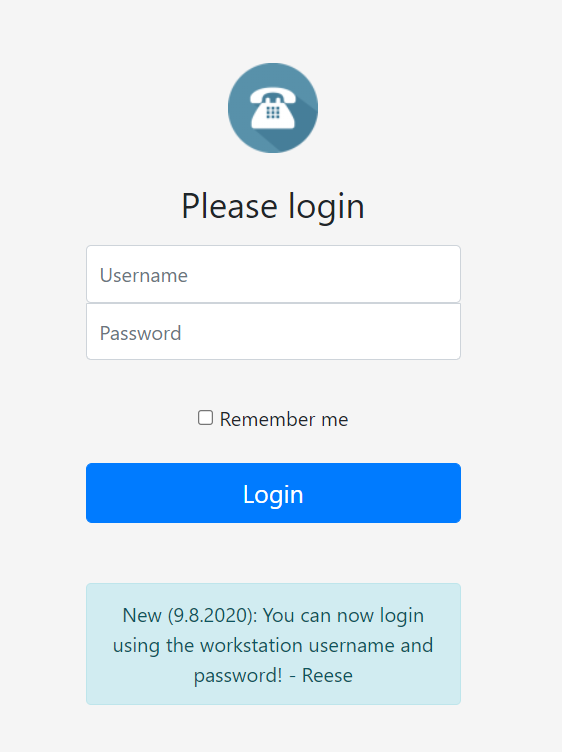 Please login
Username
Password
Remember me
Login
New (9.8.2020): You can now login
using the workstation username and
password! - Reese